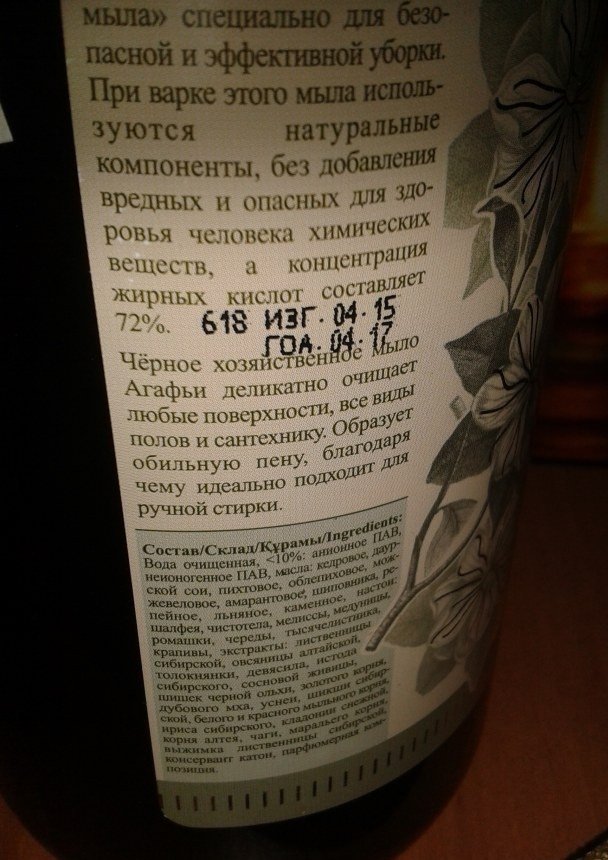 мыла» специально для безо-
пасной и эффективной уборки.
При варке этого мыла исполь-
зуются натуральные
компоненты, без добавления
вредных и опасных для здо-
ровья человека химических
веществ, а концентрация
жирных кислот составляет
72%. 618 ИЗГ. 04. 15
ГОД. 04. 17
Чёрное хозяйственное мыло
Агафьи деликатно очищает
любые поверхности, все виды
полов и сантехнику. Образует
обильную пену, благодаря
чему идеально подходит для
ручной стирки.
Состав/Склад/Құрамы/Ingredients:
Вода очищенная, <10%: анионное ПАВ,
неионогенное ПАВ, масла: кедровое, даур-
ской сои, пихтовое, облепиховое, мож-
жевеловое, амарантовое, шиповника, ре-
пейное, льняное, каменное, настои:
шалфея, чистотела, мелиссы, медуницы,
ромашки, череды, тысячелистника,
крапивы, экстракты: лиственницы
сибирской, овсяницы алтайской,
толокнянки, девясила, истода
сибирского, сосновой живицы,
шишек черной ольхи, золотого корня,
дубового мха, уснеи, шикши сибир-
ской, белого и красного мыльного корня,
ириса сибирского, кладонии снежной,
корня алтея, чаги, маральего корня,
выжимка лиственницы сибирской,
консервант катон, парфюмерная ком-
позиция.